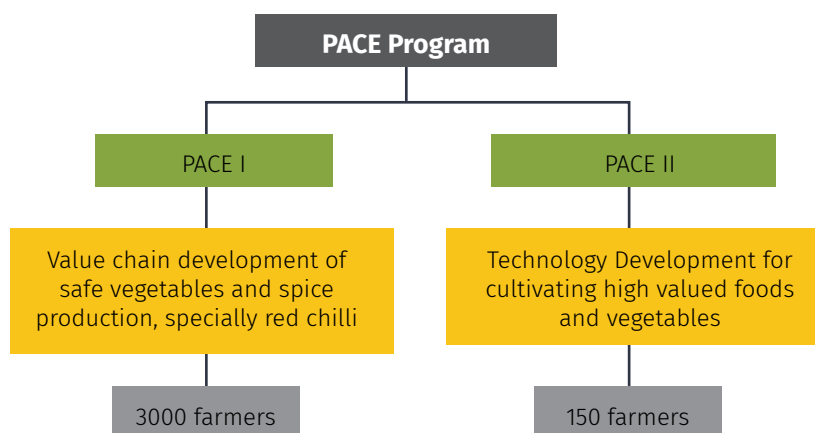 PACE Program
PACE I
PACE II
Value chain development of
safe vegetables and spice
production, specially red chilli
Technology Development for
cultivating high valued foods
and vegetables
3000 farmers
150 farmers